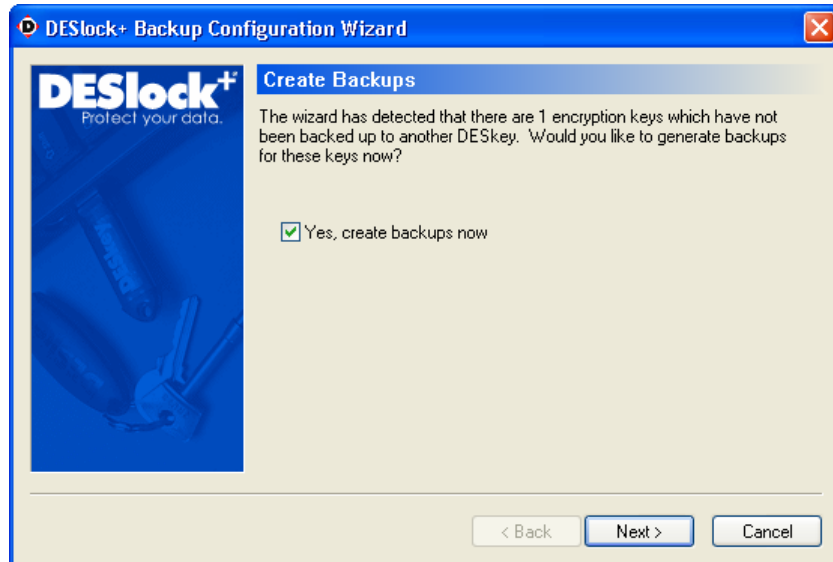 DESlock+ Backup Configuration Wizard
DESlock+
Protect your data.
Create Backups
The wizard has detected that there are 1 encryption keys which have not
been backed up to another DESkey. Would you like to generate backups
for these keys now?
Yes, create backups now
< Back
Next >
Cancel